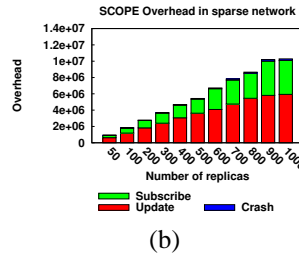 SCOPE Overhead in sparse network
Overhead
1.4e+07
1.2e+07
1e+07
8e+06
6e+06
4e+06
2e+06
0
50 100 200 300 400 500 600 700 800 900 1000
Number of replicas
Subscribe
Update Crash
(b)